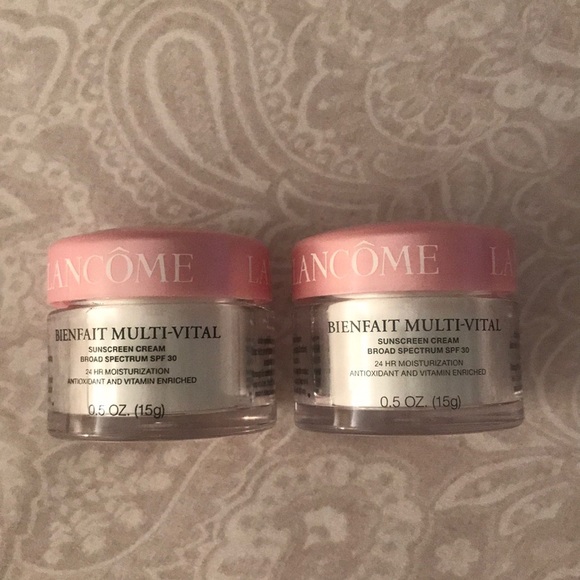 LANCÔME
LA
BIENFAIT MULTI-VITAL
SUNSCREEN CREAM
BROAD SPECTRUM SPF 30
24 HR MOISTURIZATION
ANTIOXIDANT AND VITAMIN ENRICHED
0.5 OZ. (15g)
LANCÔME
LA
BIENFAIT MULTI-VITAL
SUNSCREEN CREAM
BROAD SPECTRUM SPF 30
24 HR MOISTURIZATION
ANTIOXIDANT AND VITAMIN ENRICHED
0.5 OZ. (15g)